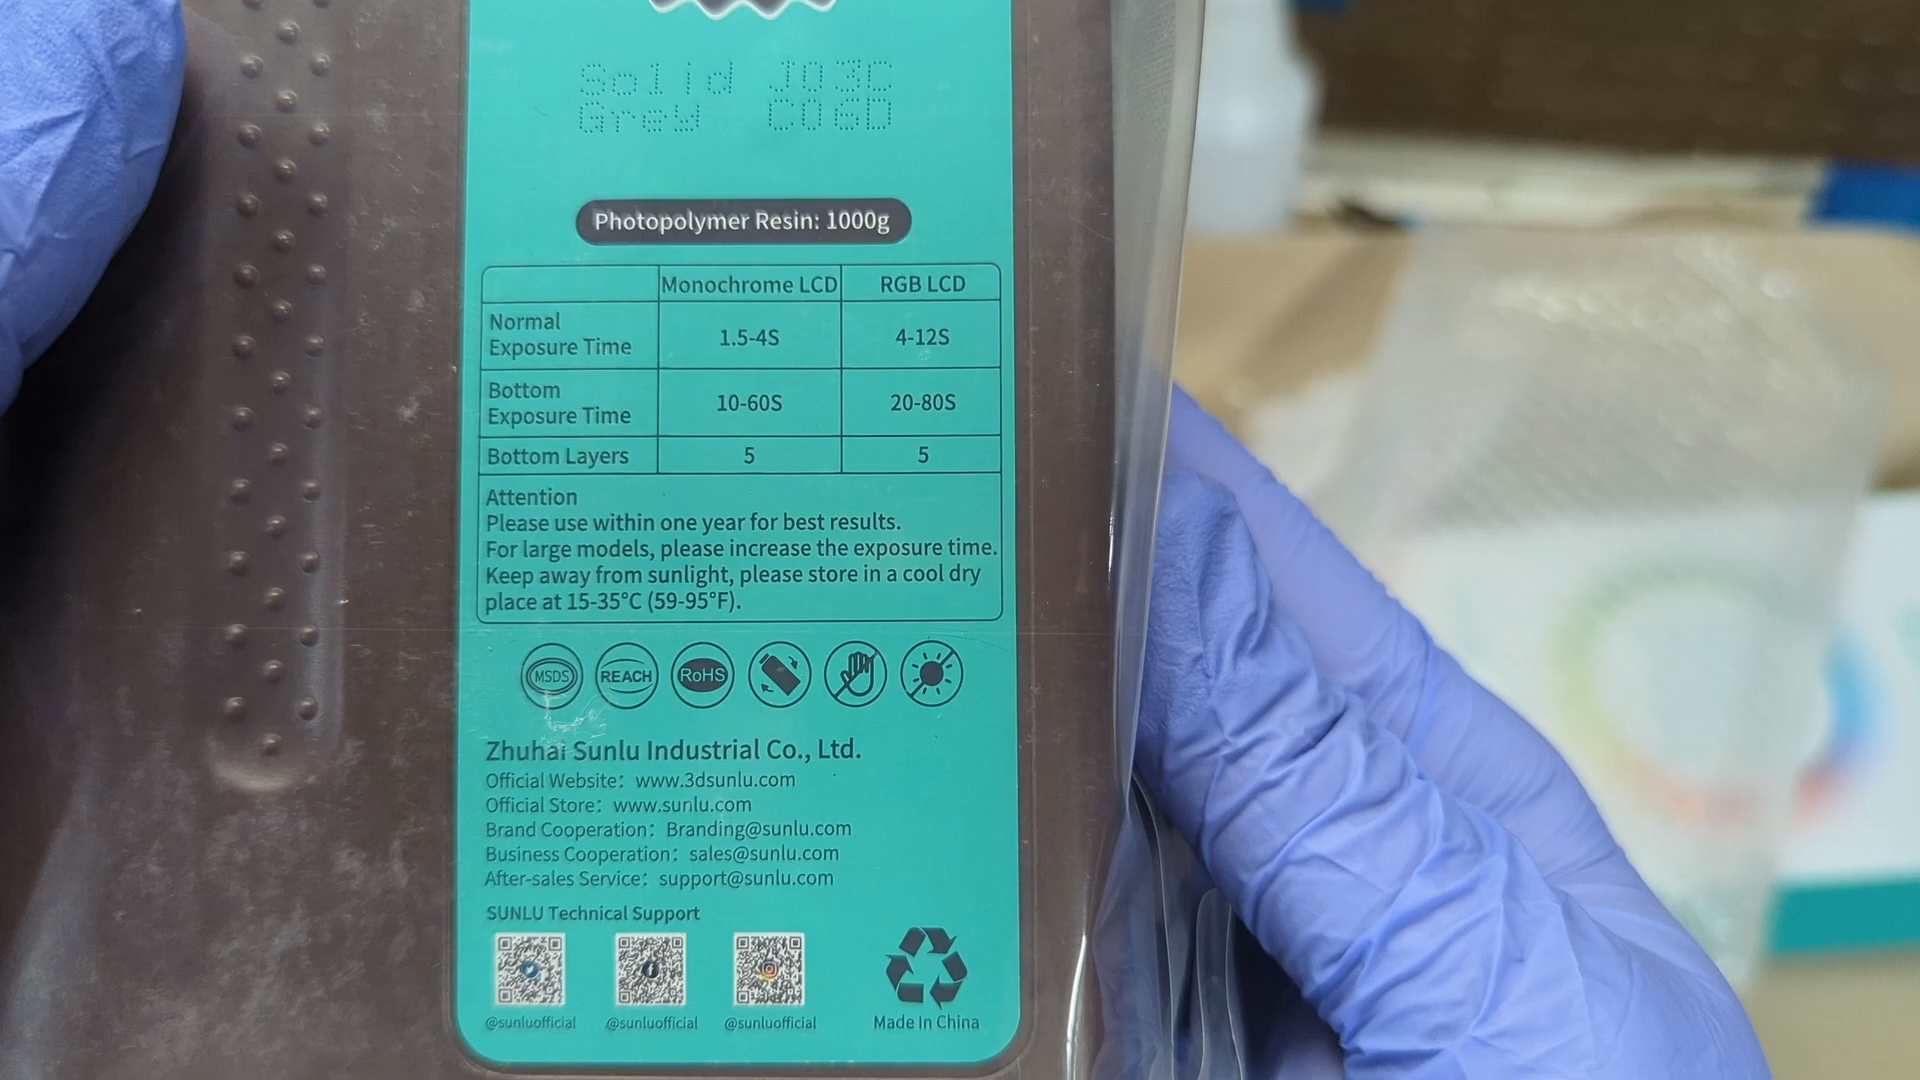 Solid J03C
Grey C06D
Photopolymer Resin: 1000g
Monochrome LCD RGB LCD
Normal Exposure Time 1.5-4S 4-12S
Bottom Exposure Time 10-60S 20-80S
Bottom Layers 5 5
Attention
Please use within one year for best results.
For large models, please increase the exposure time.
Keep away from sunlight, please store in a cool dry
place at 15-35°C (59-95°F).
MSDS REACH RoHS
Zhuhai Sunlu Industrial Co., Ltd.
Official Website: www.3dsunlu.com
Official Store: www.sunlu.com
Brand Cooperation: Branding@sunlu.com
Business Cooperation: sales@sunlu.com
After-sales Service: support@sunlu.com
SUNLU Technical Support
@sunluofficial @sunluofficial @sunluofficial Made In China